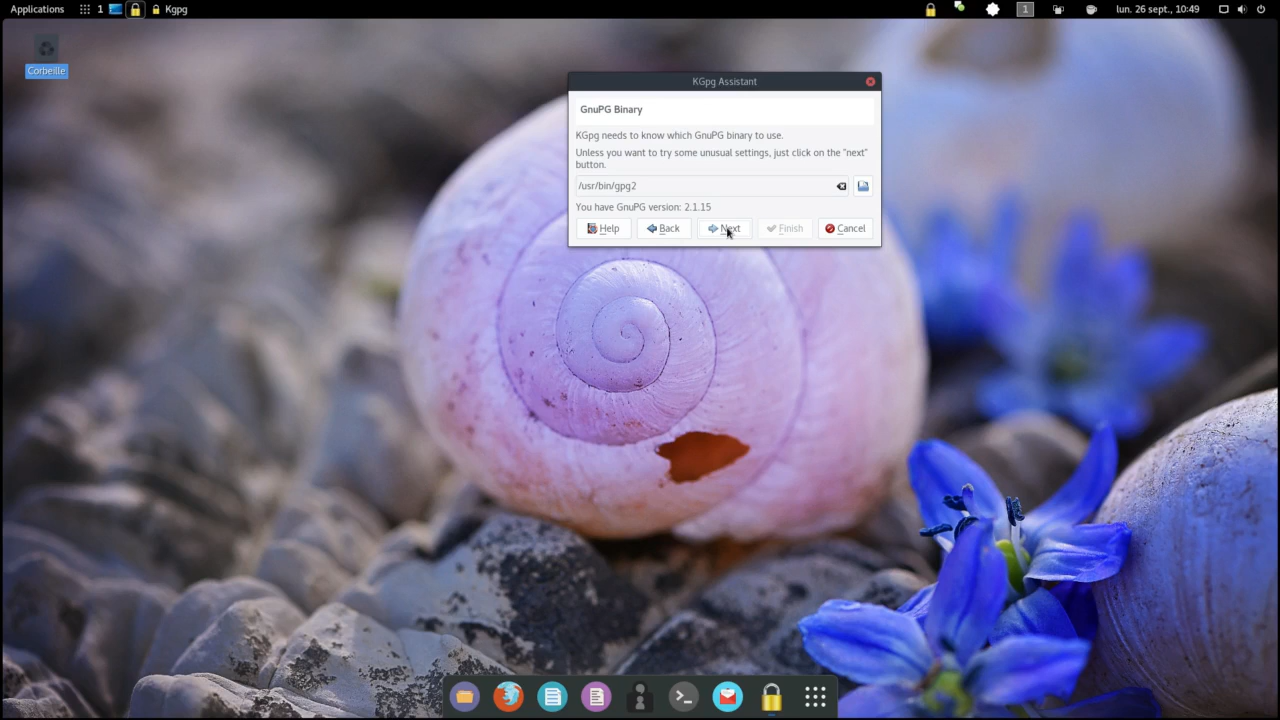 Applications
1
Kgpg
1
lun. 26 sept., 10:49
Corbeille
KGpg Assistant
GnuPG Binary
KGpg needs to know which GnuPG binary to use.
Unless you want to try some unusual settings, just click on the "next"
button.
/usr/bin/gpg2
You have GnuPG version: 2.1.15
Help
Back
Next
Finish
Cancel